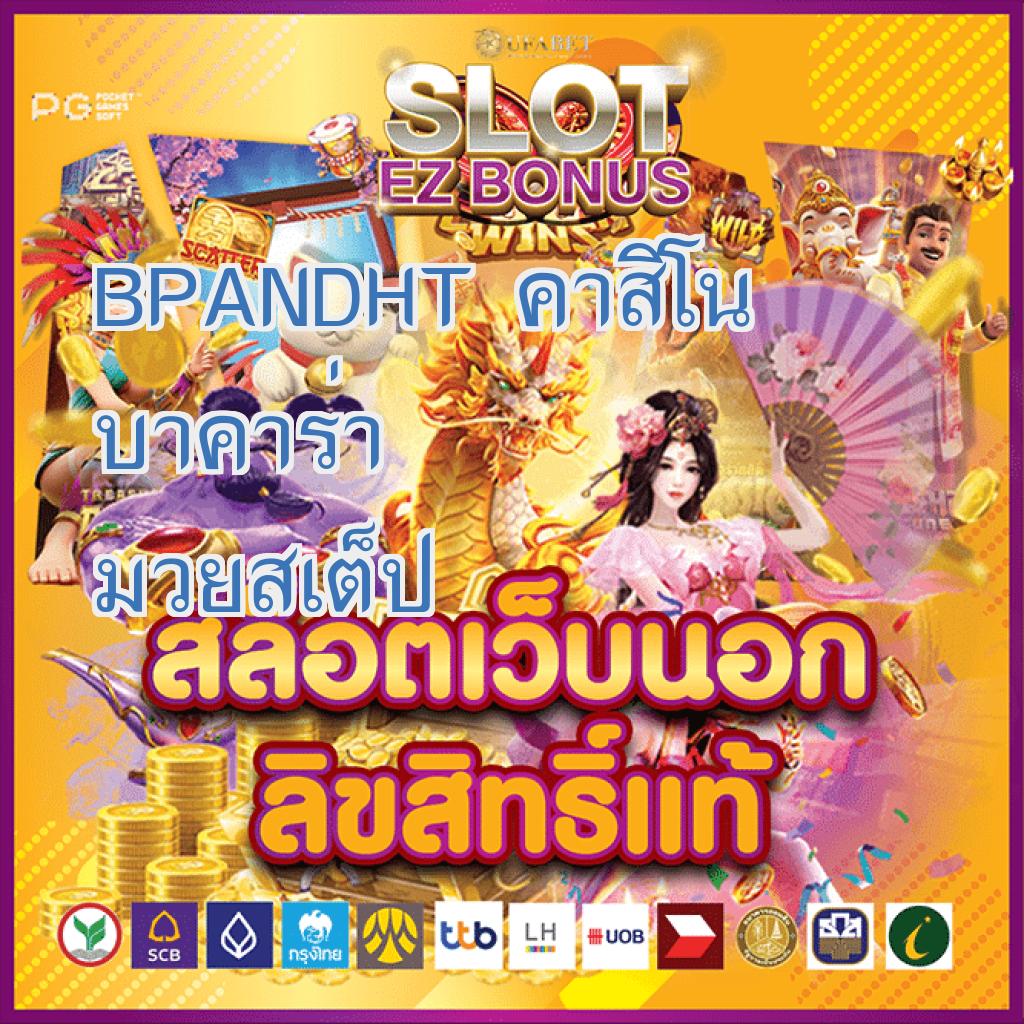 UFABET
PG POCKET GAMES SOFT
SLOT
EZ BONUS
WINS
WILD
SCATTER
BPANDHT คาสิโน
บาคาร่า
มวยสเต็ป
สล็อตเว็บนอก
ลิขสิทธิ์แท้
SCB
กรุงไทย
ttb
LH
UOB